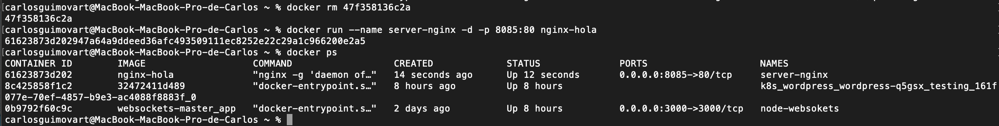 [carlosguimovart@MacBook-MacBook-Pro-de-Carlos ~ % docker rm 47f358136c2a
47f358136c2a
[carlosguimovart@MacBook-MacBook-Pro-de-Carlos ~ % docker run --name server-nginx -d -p 8085:80 nginx-hola
61623873d202947a64a9ddeed36afc493509111ec8252e22c29a1c966200e2a5
[carlosguimovart@MacBook-MacBook-Pro-de-Carlos ~ % docker ps
CONTAINER ID        IMAGE                   COMMAND                  CREATED             STATUS              PORTS                    NAMES
61623873d202        nginx-hola              "nginx -g 'daemon of…"   14 seconds ago      Up 12 seconds       0.0.0.0:8085->80/tcp     server-nginx
8c425858f1c2        32472411d489            "docker-entrypoint.s…"   8 hours ago         Up 8 hours                                   k8s_wordpress_wordpress-q5gsx_testing_161f
077e-70ef-4857-b9e3-ac4088f8883f_0
0b9792f60c9c        websockets-master_app   "docker-entrypoint.s…"   2 days ago          Up 8 hours          0.0.0.0:3000->3000/tcp   node-websokets
carlosguimovart@MacBook-MacBook-Pro-de-Carlos ~ %